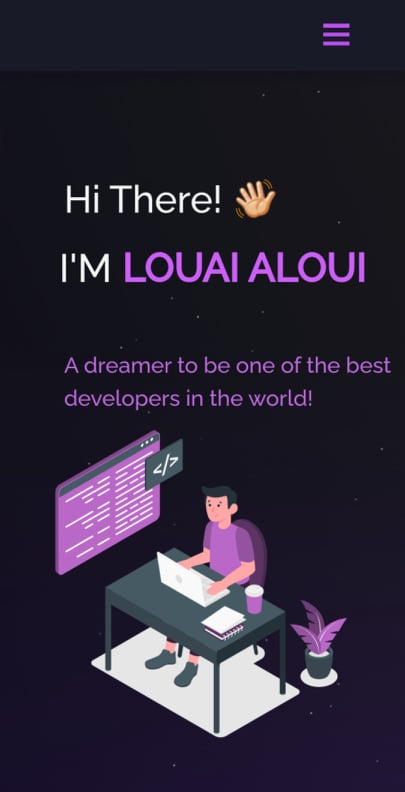 Hi There! 👋🏻
I'M LOUAI ALOUI
A dreamer to be one of the best
developers in the world!
</>